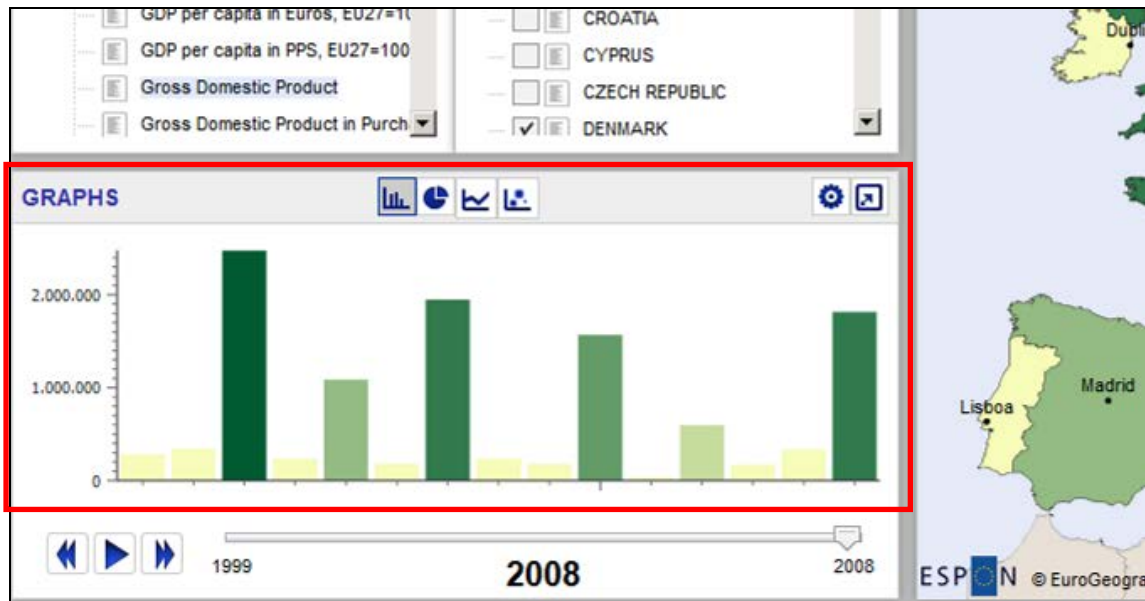 GDP per capita in Euros, EU27=10
GDP per capita in PPS, EU27=100
Gross Domestic Product
Gross Domestic Product in Purch
CROATIA
CYPRUS
CZECH REPUBLIC
DENMARK
GRAPHS
2.000.000
1.000.000
0
1999
2008
2008
Dubli
Madrid
Lisboa
ESPON © EuroGeogra